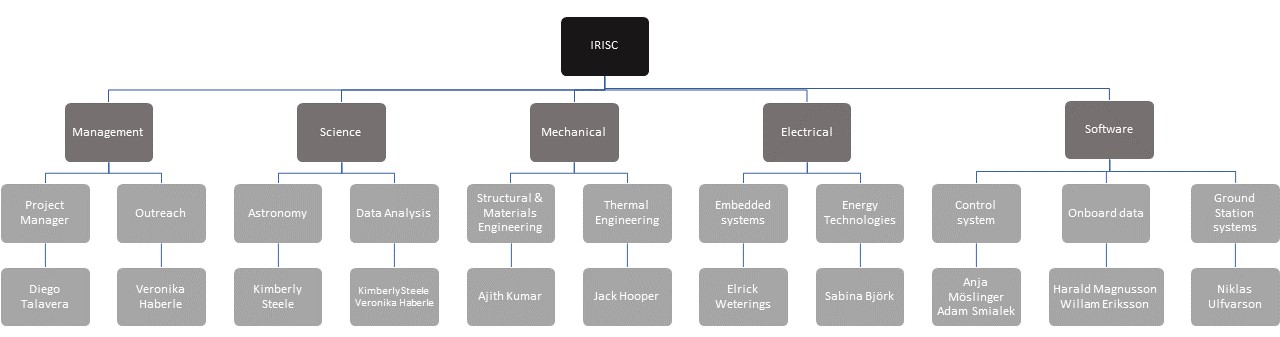 IRISC
Management
Science
Mechanical
Electrical
Software
Project
Manager
Outreach
Astronomy
Data Analysis
Structural &
Materials
Engineering
Thermal
Engineering
Embedded
systems
Energy
Technologies
Control
system
Onboard data
Ground
Station
systems
Diego
Talavera
Veronika
Haberle
Kimberly
Steele
Kimberly Steele
Veronika Haberle
Ajith Kumar
Jack Hooper
Elrick
Weterings
Sabina Björk
Anja
Möslinger
Adam Smialek
Harald Magnusson
Willam Eriksson
Niklas
Ulfvarson